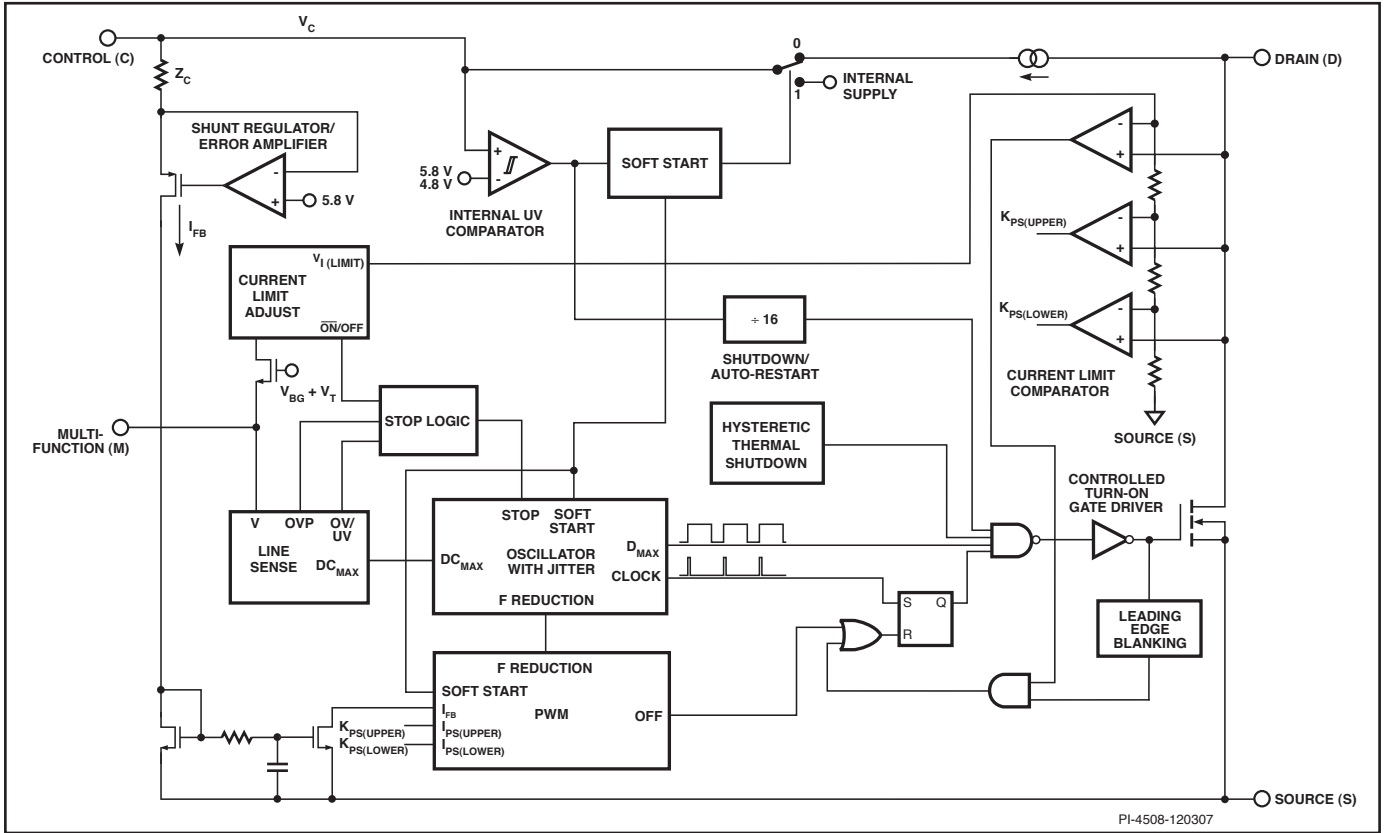 V_C
CONTROL (C)
Z_C
0
1
INTERNAL
SUPPLY
DRAIN (D)
SHUNT REGULATOR/
ERROR AMPLIFIER
-
+
5.8 V
I_FB
+
-
5.8 V
4.8 V
INTERNAL UV
COMPARATOR
SOFT START
-
+
K_PS(UPPER)
-
+
K_PS(LOWER)
-
+
CURRENT LIMIT
COMPARATOR
SOURCE (S)
V_I (LIMIT)
CURRENT
LIMIT
ADJUST
ON/OFF
÷ 16
SHUTDOWN/
AUTO-RESTART
V_BG + V_T
MULTI-
FUNCTION (M)
STOP LOGIC
HYSTERETIC
THERMAL
SHUTDOWN
CONTROLLED
TURN-ON
GATE DRIVER
V OVP OV/
UV
LINE
SENSE
DC_MAX
STOP SOFT
START
DC_MAX
OSCILLATOR
WITH JITTER
D_MAX
CLOCK
F REDUCTION
S Q
R
LEADING
EDGE
BLANKING
F REDUCTION
SOFT START
PWM
OFF
I_FB
K_PS(UPPER) I_PS(UPPER)
K_PS(LOWER) I_PS(LOWER)
SOURCE (S)
PI-4508-120307